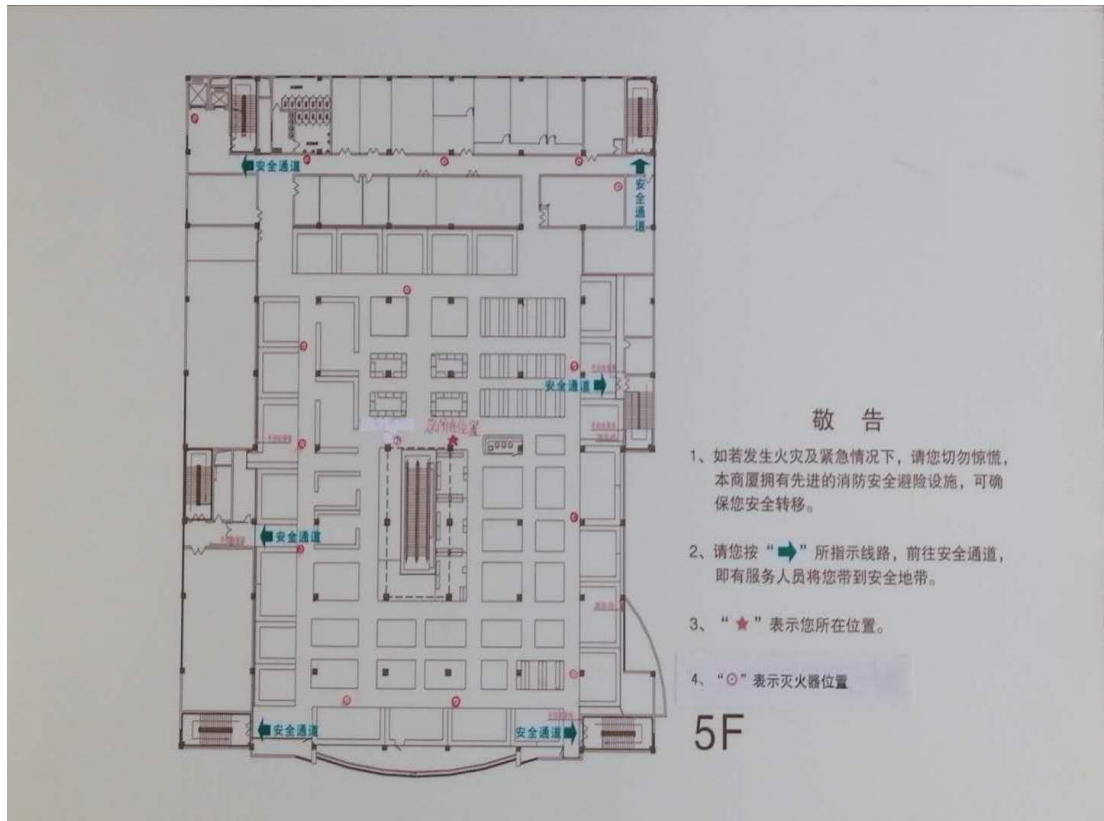 安全通道
安全通道
安全通道
您所在位置
安全通道
安全通道
安全通道
敬 告
1、如若发生火灾及紧急情况下，请您切勿惊慌，
本商厦拥有先进的消防安全避险设施，可确
保您安全转移。
2、请您按“➡”所指示线路，前往安全通道，
即有服务人员将您带到安全地带。
3、“★”表示您所在位置。
4、“⊙”表示灭火器位置
5F